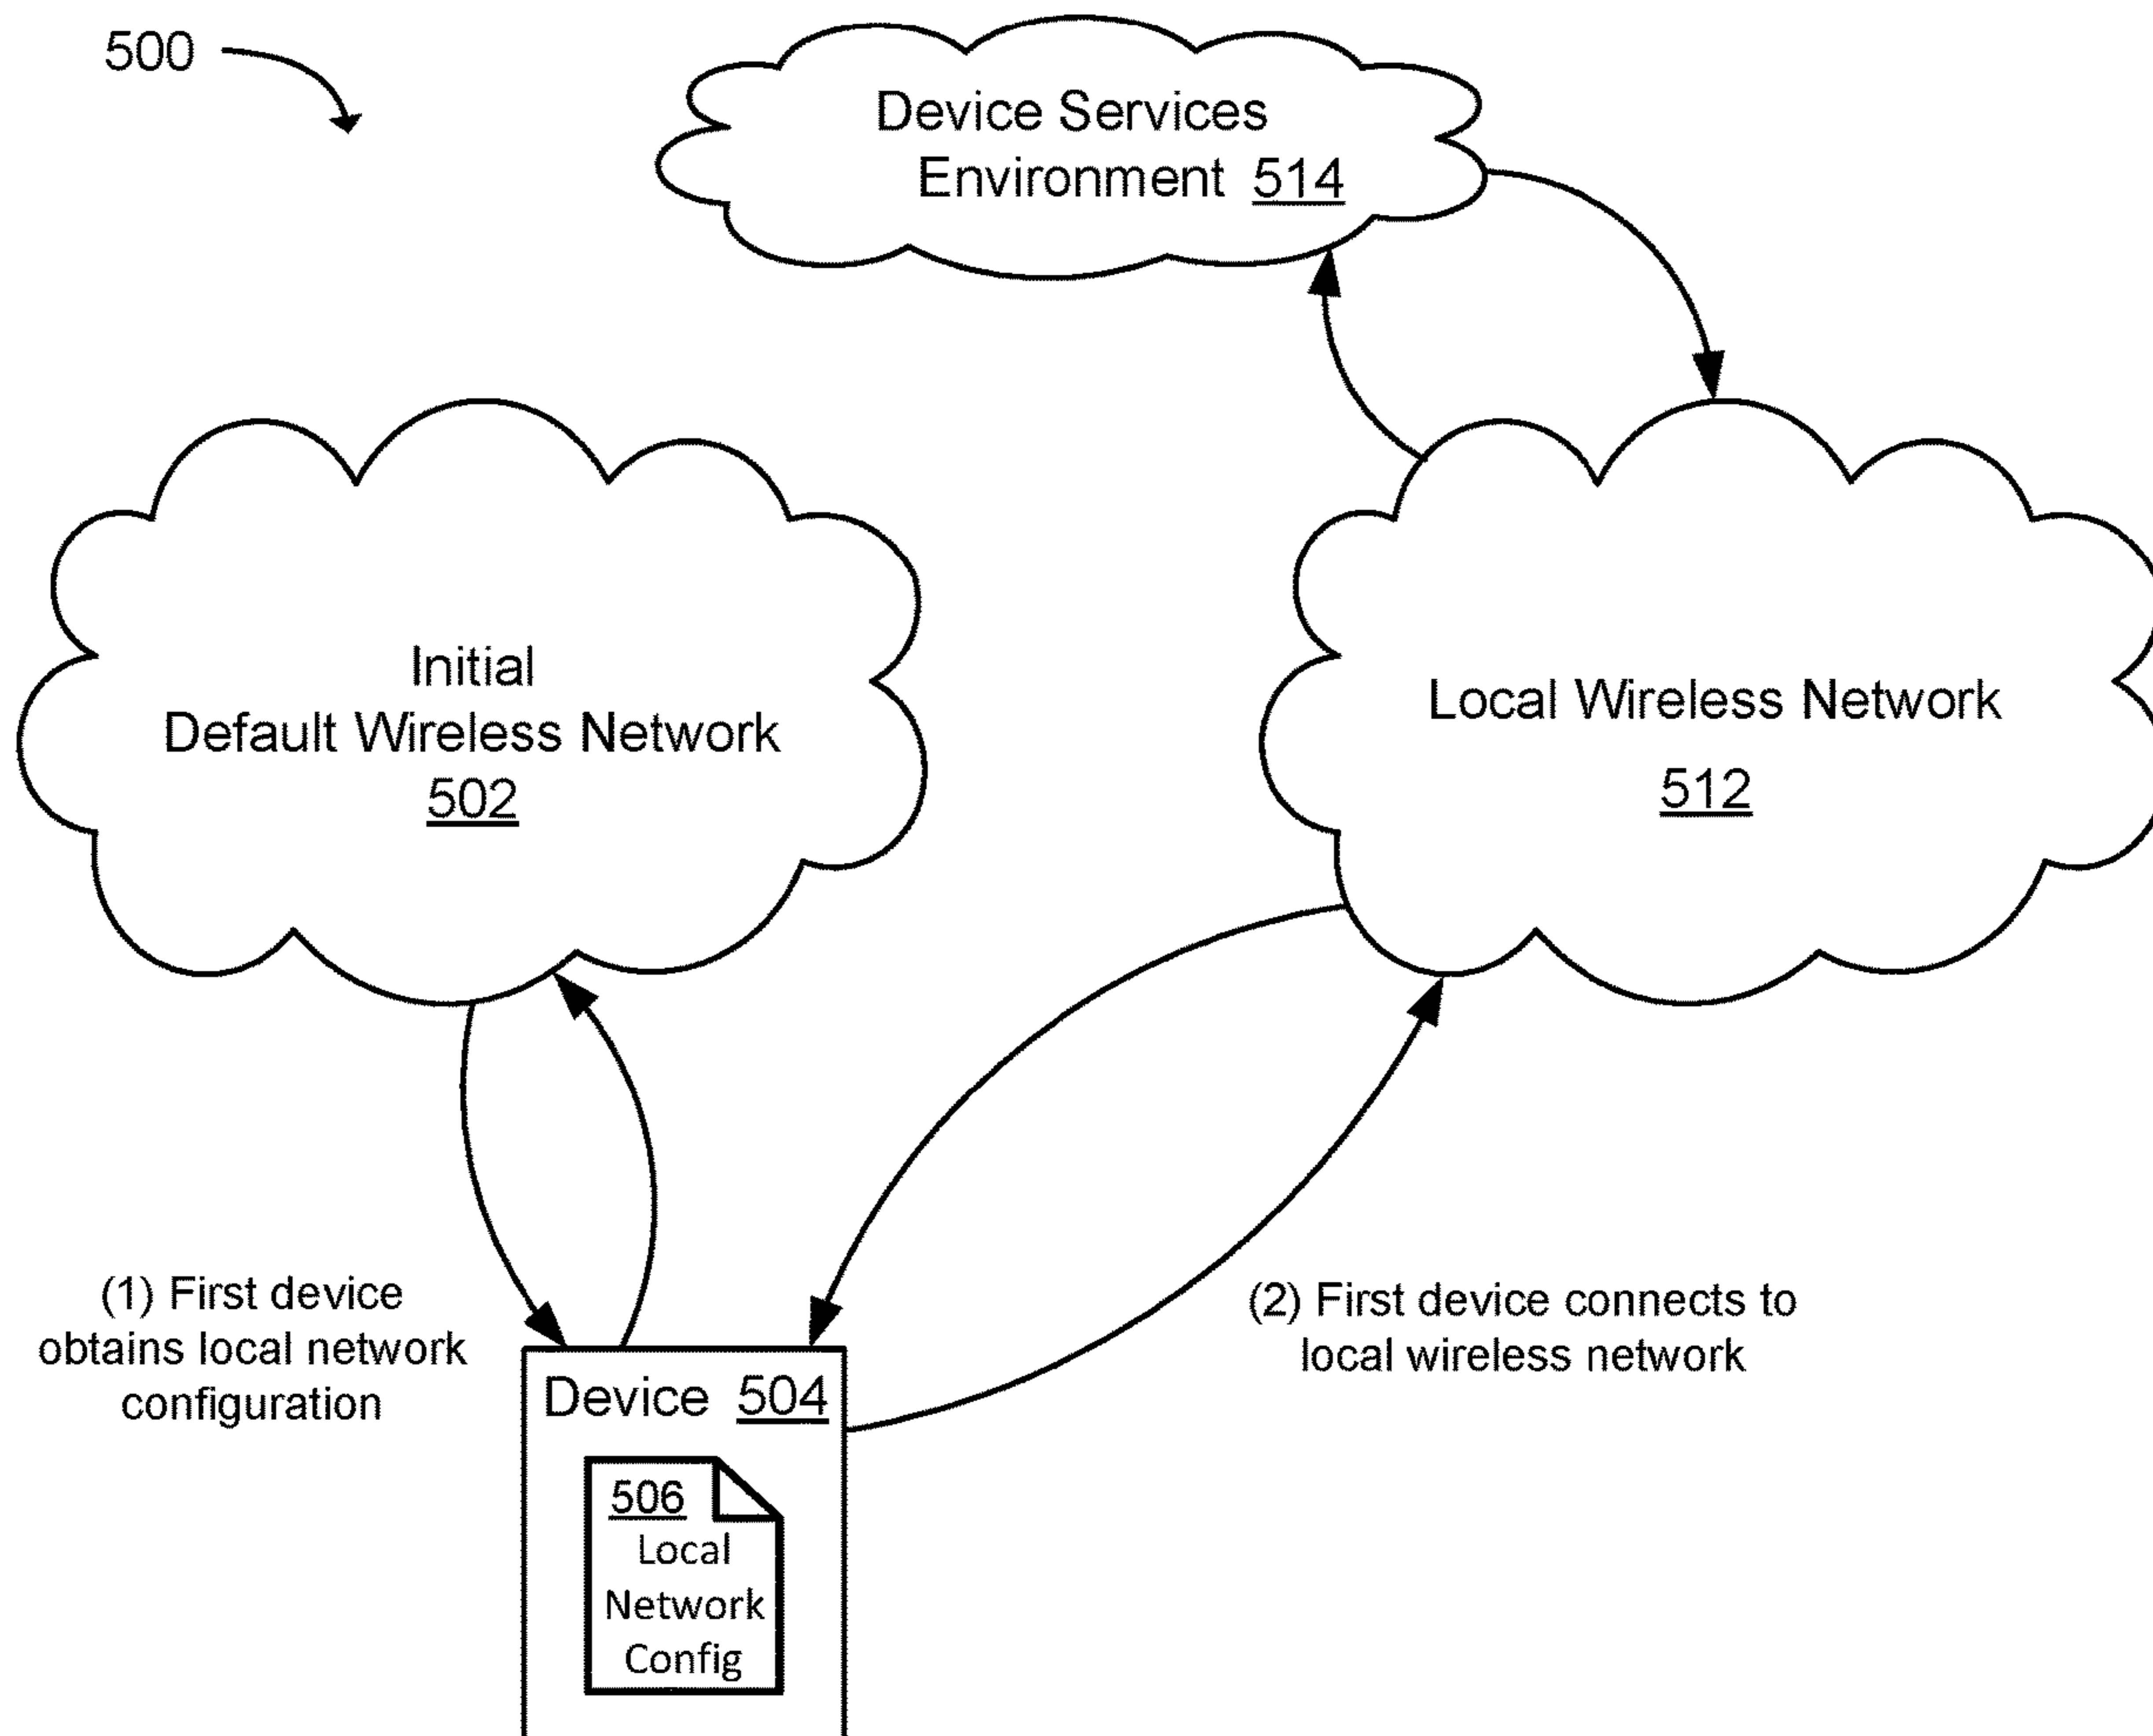 500
Device Services
Environment 514
Initial
Default Wireless Network
502
Local Wireless Network
512
(1) First device
obtains local network
configuration
(2) First device connects to
local wireless network
Device 504
506
Local
Network
Config